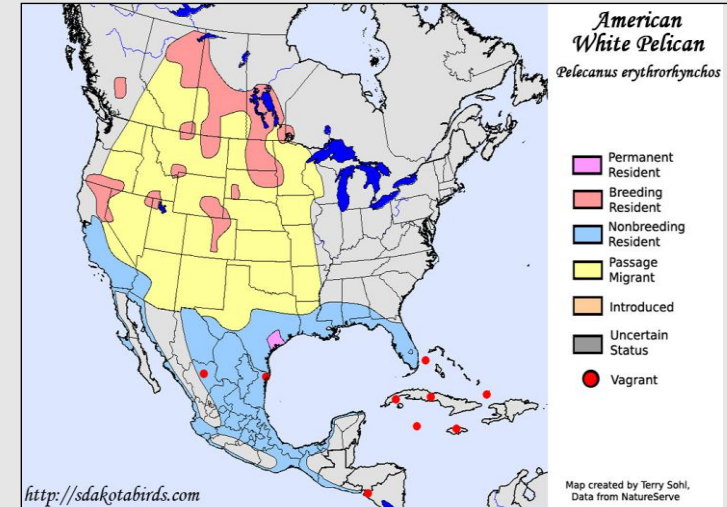 American
White Pelican
Pelecanus erythrorhynchos
Permanent
Resident
Breeding
Resident
Nonbreeding
Resident
Passage
Migrant
Introduced
Uncertain
Status
Vagrant
http://sdakotabirds.com
Map created by Terry Sohl,
Data from NatureServe